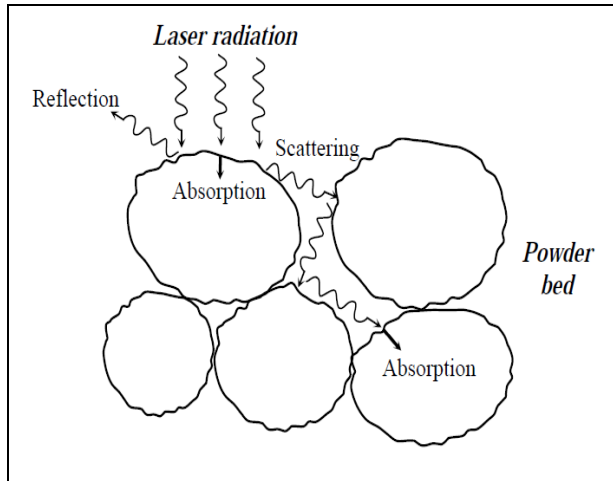 Laser radiation
Reflection
Scattering
Absorption
Powder
bed
Absorption